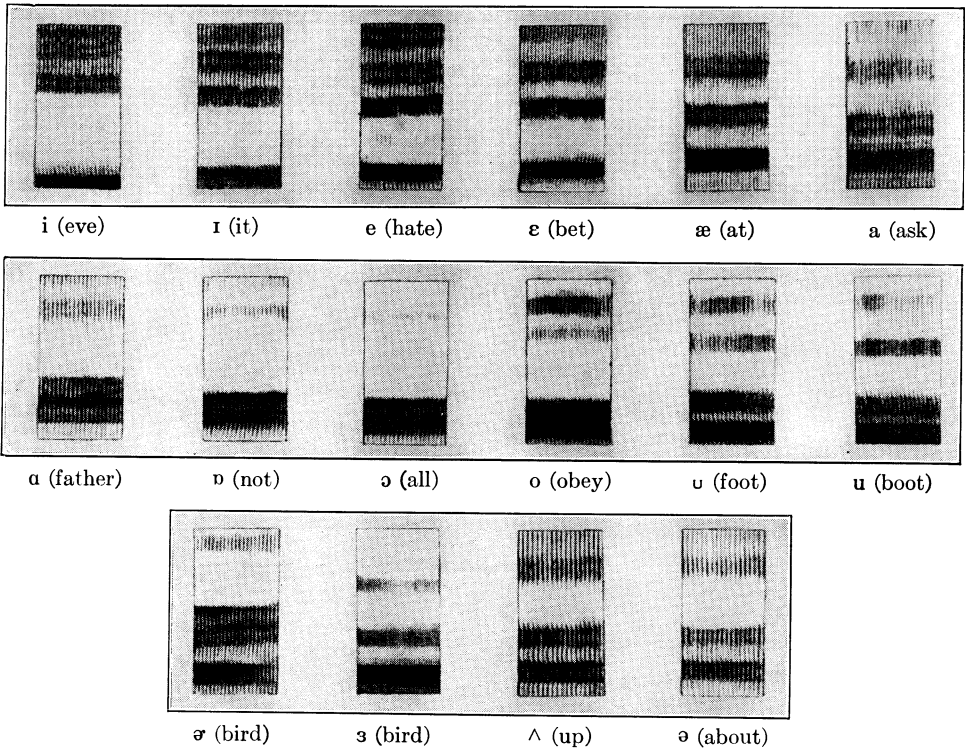 i (eve) ɪ (it) e (hate) ɛ (bet) æ (at) a (ask)
ɑ (father) ɒ (not) ɔ (all) o (obey) ᴜ (foot) u (boot)
ɚ (bird) ɜ (bird) ʌ (up) ə (about)